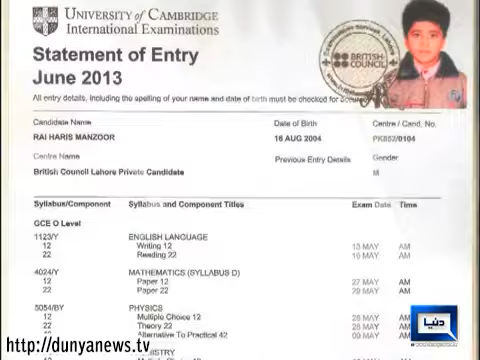 UNIVERSITY of CAMBRIDGE
International Examinations
Statement of Entry
June 2013
BRITISH COUNCIL
All entry details, including the spelling of your name and date of birth must be checked for
Candidate Name Date of Birth Centre / Cand. No.
RAI HARIS MANZOOR 16 AUG 2004 PK852/0104
Centre Name Previous Entry Details Gender
British Council Lahore Private Candidate M
Syllabus/Component Syllabus and Component Titles Exam Date Time
GCE O Level
1123/Y ENGLISH LANGUAGE
12 Writing 12 13 MAY AM
22 Reading 22 16 MAY AM
4024/Y MATHEMATICS (SYLLABUS D)
12 Paper 12 27 MAY AM
22 Paper 22 29 MAY AM
5054/BY PHYSICS
12 Multiple Choice 12 28 MAY AM
22 Theory 22 AM
Alternative To Practical 42 09 MAY AM
دنیا
http://dunyanews.tv